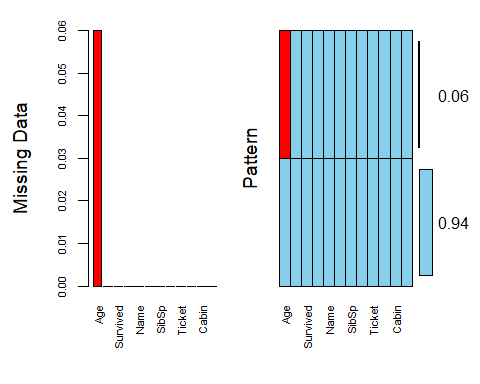 Missing Data
0.06
0.05
0.04
0.03
0.02
0.01
0.00
Age
Survived
Name
SibSp
Ticket
Cabin
Pattern
Age
Survived
Name
SibSp
Ticket
Cabin
0.06
0.94